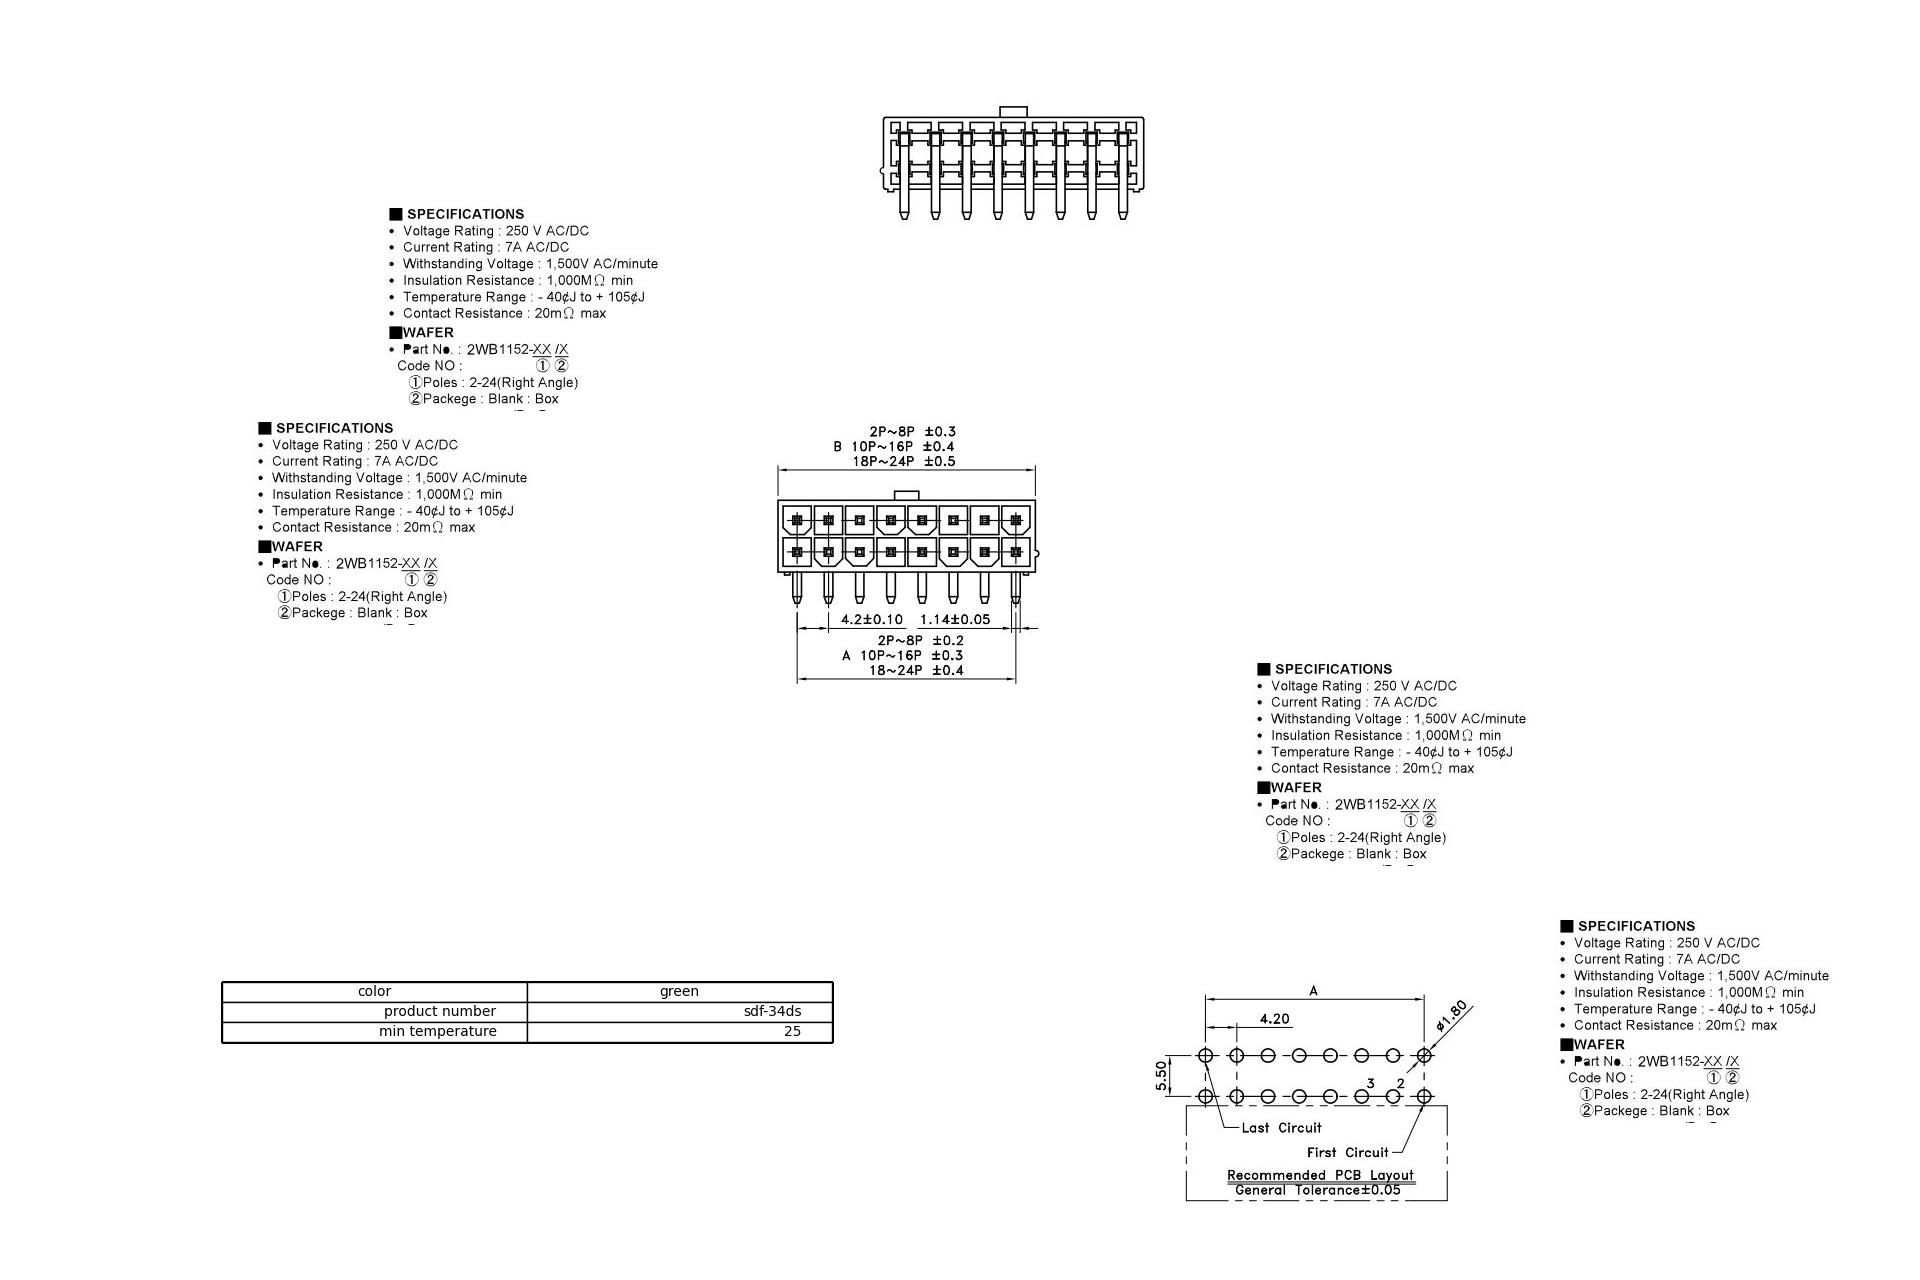 ■ SPECIFICATIONS
• Voltage Rating : 250 V AC/DC
• Current Rating : 7A AC/DC
• Withstanding Voltage : 1,500V AC/minute
• Insulation Resistance : 1,000MΩ min
• Temperature Range : - 40¢J to + 105¢J
• Contact Resistance : 20mΩ max
■WAFER
• Part No. : 2WB1152-XX /X
Code NO : ① ②
①Poles : 2-24(Right Angle)
②Packege : Blank : Box
■ SPECIFICATIONS
• Voltage Rating : 250 V AC/DC
• Current Rating : 7A AC/DC
• Withstanding Voltage : 1,500V AC/minute
• Insulation Resistance : 1,000MΩ min
• Temperature Range : - 40¢J to + 105¢J
• Contact Resistance : 20mΩ max
■WAFER
• Part No. : 2WB1152-XX /X
Code NO : ① ②
①Poles : 2-24(Right Angle)
②Packege : Blank : Box
2P~8P ±0.3
B 10P~16P ±0.4
18P~24P ±0.5
4.2±0.10 1.14±0.05
2P~8P ±0.2
A 10P~16P ±0.3
18~24P ±0.4
■ SPECIFICATIONS
• Voltage Rating : 250 V AC/DC
• Current Rating : 7A AC/DC
• Withstanding Voltage : 1,500V AC/minute
• Insulation Resistance : 1,000MΩ min
• Temperature Range : - 40¢J to + 105¢J
• Contact Resistance : 20mΩ max
■WAFER
• Part No. : 2WB1152-XX /X
Code NO : ① ②
①Poles : 2-24(Right Angle)
②Packege : Blank : Box
color green
product number sdf-34ds
min temperature 25
A
4.20
ø1.80
5.50
3 2
Last Circuit
First Circuit
Recommended PCB Layout
General Tolerance±0.05
■ SPECIFICATIONS
• Voltage Rating : 250 V AC/DC
• Current Rating : 7A AC/DC
• Withstanding Voltage : 1,500V AC/minute
• Insulation Resistance : 1,000MΩ min
• Temperature Range : - 40¢J to + 105¢J
• Contact Resistance : 20mΩ max
■WAFER
• Part No. : 2WB1152-XX /X
Code NO : ① ②
①Poles : 2-24(Right Angle)
②Packege : Blank : Box